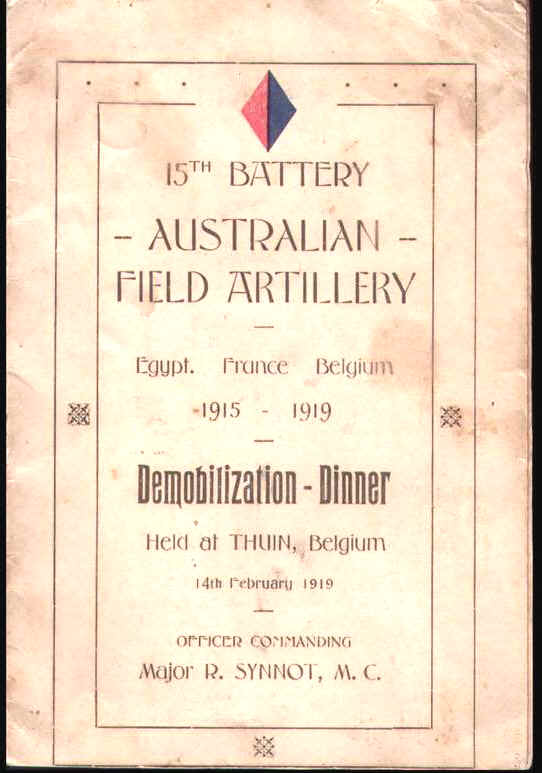 15TH BATTERY
- AUSTRALIAN -
FIELD ARTILLERY
Egypt. France Belgium
1915 - 1919
Demobilization - Dinner
Held at THUIN, Belgium
14th February 1919
OFFICER COMMANDING
Major R. SYNNOT, M. C.